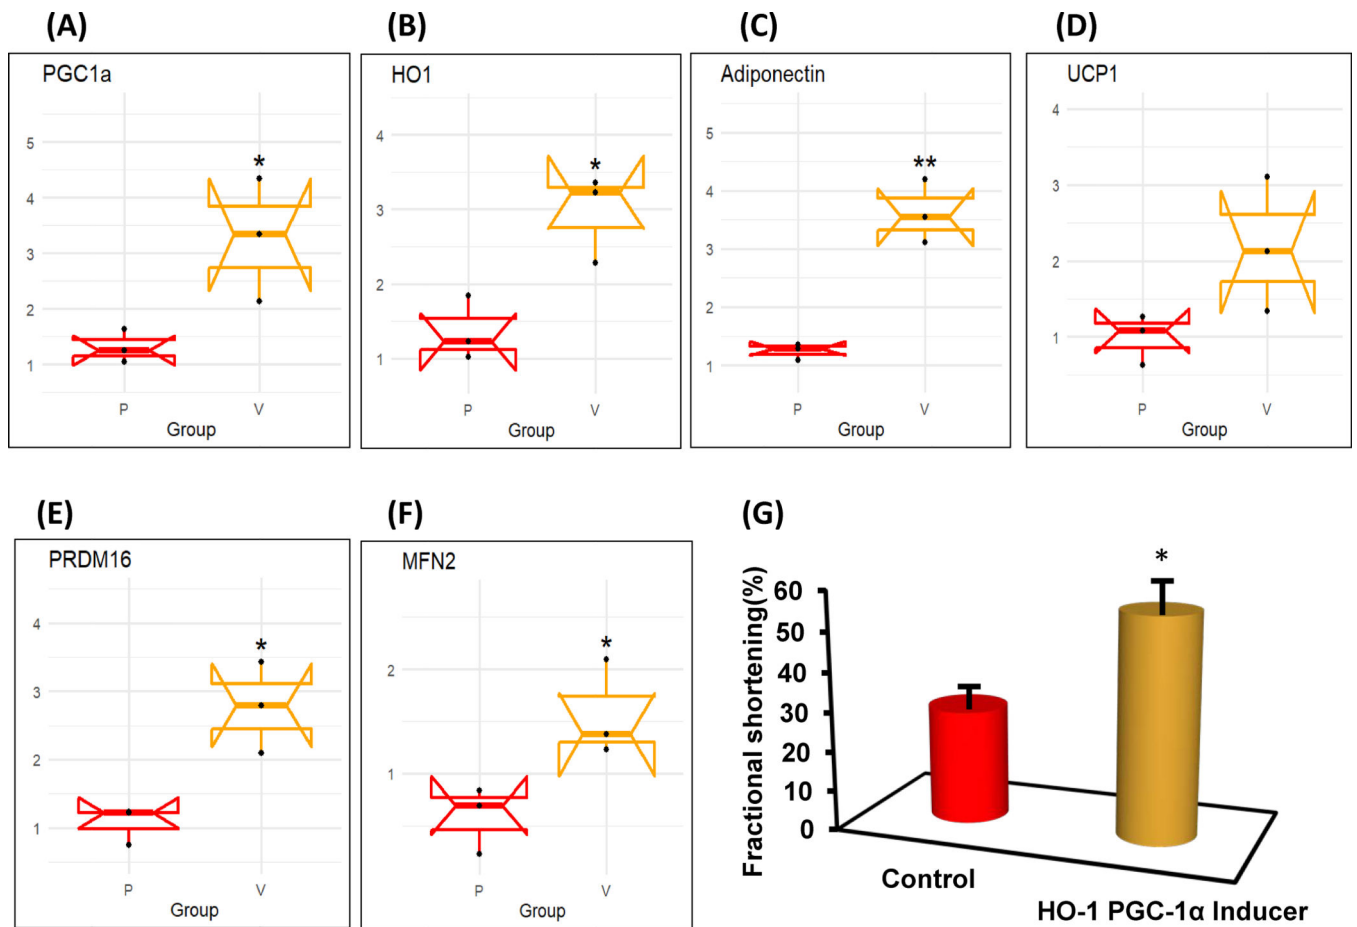 (A)
PGC1a
5
4
3
2
1
*
P
V
Group
(B)
HO1
4
3
2
1
*
P
V
Group
(C)
Adiponectin
5
4
3
2
1
**
P
V
Group
(D)
UCP1
4
3
2
1
P
V
Group
(E)
PRDM16
4
3
2
1
*
P
V
Group
(F)
MFN2
2
1
*
P
V
Group
(G)
Fractional shortening(%)
60
50
40
30
20
10
0
*
Control
HO-1 PGC-1α Inducer